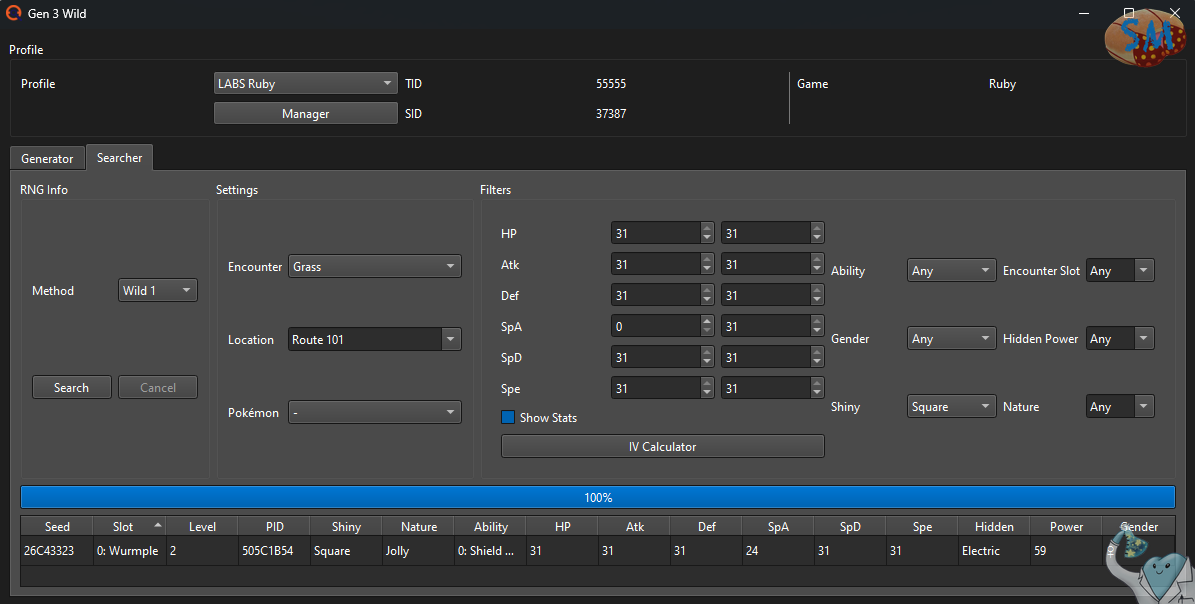 Gen 3 Wild
SM
Profile
Profile LABS Ruby TID 55555 Game Ruby
Manager SID 37387
Generator Searcher
RNG Info Settings Filters
HP 31 31
Atk 31 31
Encounter Grass Ability Any Encounter Slot Any
Method Wild 1 Def 31 31
SpA 0 31
Location Route 101 Gender Any Hidden Power Any
SpD 31 31
Search Cancel Spe 31 31
Pokémon - Shiny Square Nature Any
Show Stats
IV Calculator
100%
Seed Slot Level PID Shiny Nature Ability HP Atk Def SpA SpD Spe Hidden Power Gender
26C43323 0: Wurmple 2 505C1B54 Square Jolly 0: Shield ... 31 31 31 24 31 31 Electric 59